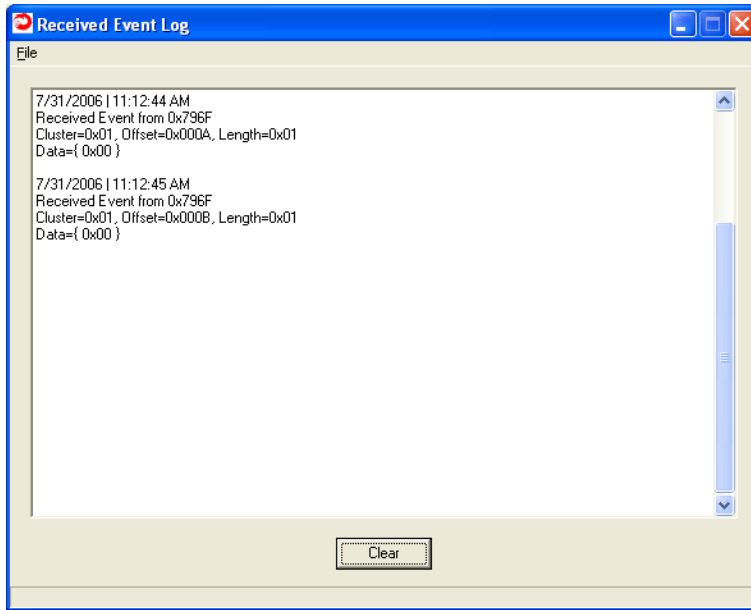 Received Event Log
File
7/31/2006 | 11:12:44 AM
Received Event from 0x796F
Cluster=0x01, Offset=0x000A, Length=0x01
Data={ 0x00 }
7/31/2006 | 11:12:45 AM
Received Event from 0x796F
Cluster=0x01, Offset=0x000B, Length=0x01
Data={ 0x00 }
Clear